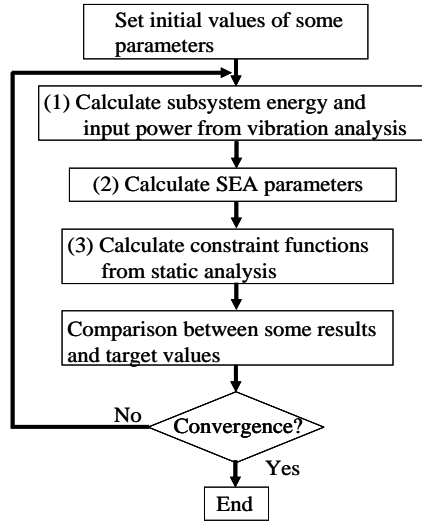 Set initial values of some
parameters
(1) Calculate subsystem energy and
input power from vibration analysis
(2) Calculate SEA parameters
(3) Calculate constraint functions
from static analysis
Comparison between some results
and target values
No
Convergence?
Yes
End